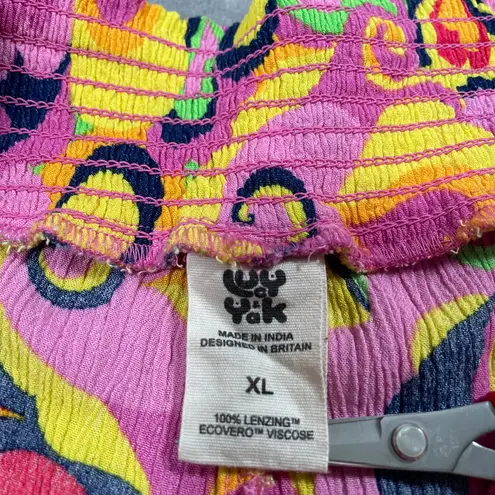 Lucy
&
Yak
MADE IN INDIA
DESIGNED IN BRITAIN
XL
100% LENZING™
ECOVERO™ VISCOSE